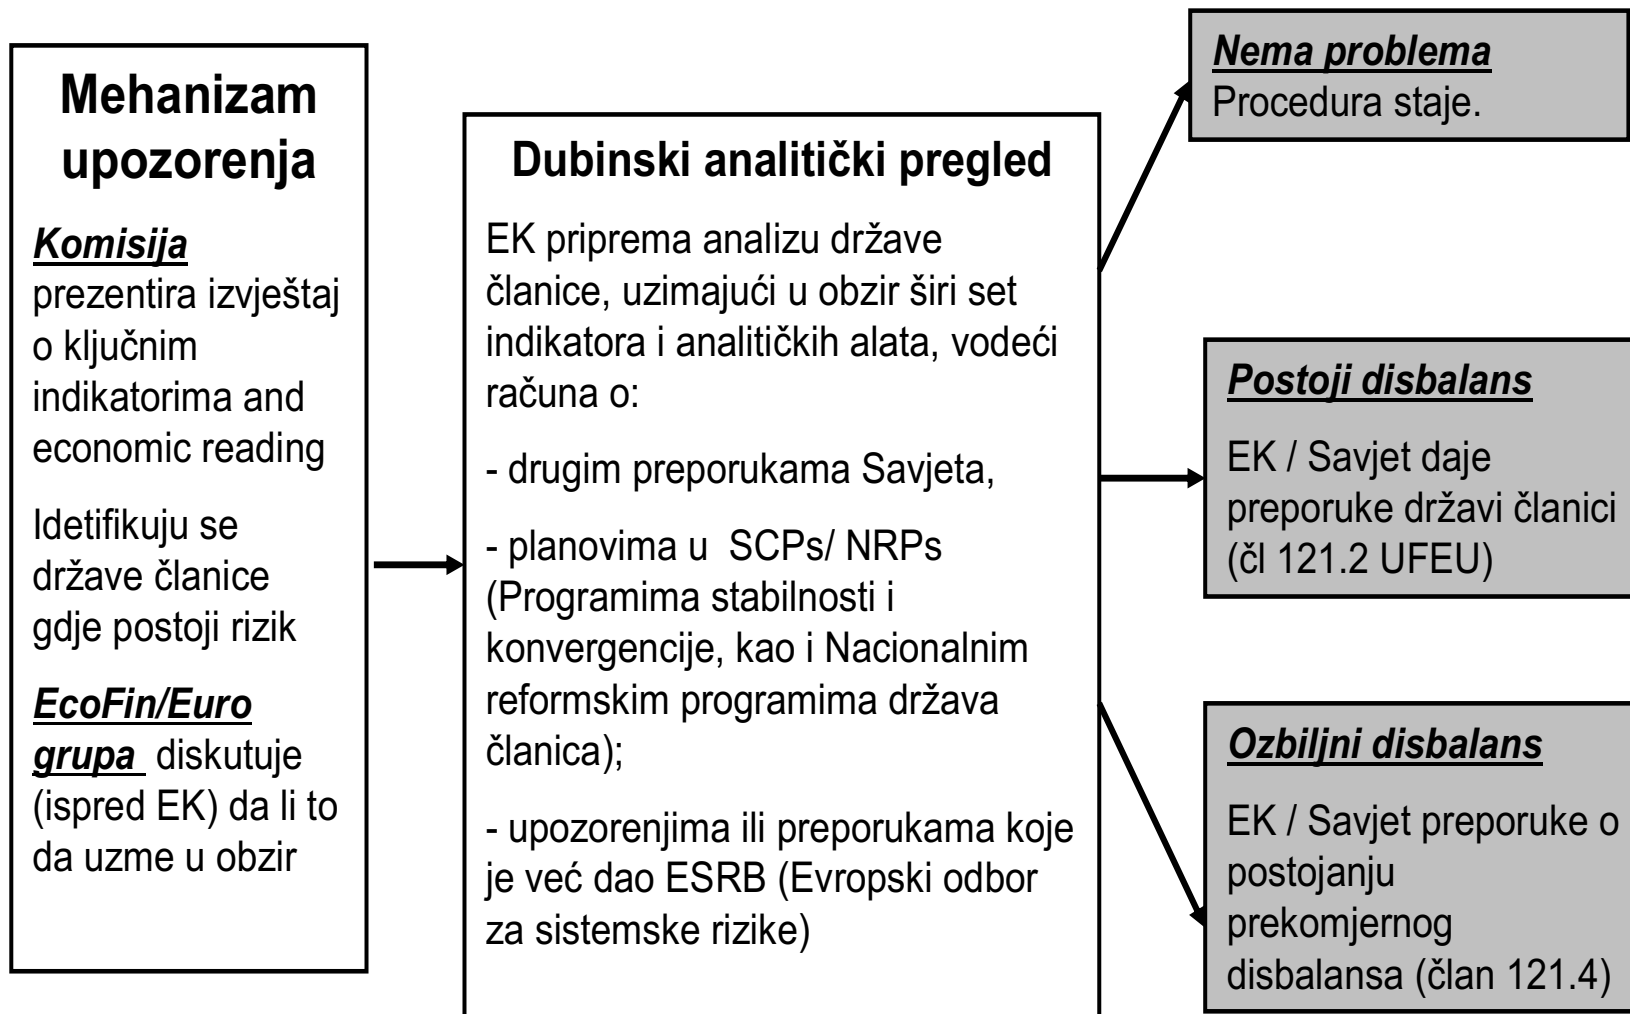 Mehanizam
upozorenja
Komisija
prezentira izvještaj
o ključnim
indikatorima and
economic reading
Idetifikuju se
države članice
gdje postoji rizik
EcoFin/Euro
grupa diskutuje
(ispred EK) da li to
da uzme u obzir
Dubinski analitički pregled
EK priprema analizu države
članice, uzimajući u obzir širi set
indikatora i analitičkih alata, vodeći
računa o:
- drugim preporukama Savjeta,
- planovima u SCPs/ NRPs
(Programima stabilnosti i
konvergencije, kao i Nacionalnim
reformskim programima država
članica);
- upozorenjima ili preporukama koje
je već dao ESRB (Evropski odbor
za sistemske rizike)
Nema problema
Procedura staje.
Postoji disbalans
EK / Savjet daje
preporuke državi članici
(čl 121.2 UFEU)
Ozbiljni disbalans
EK / Savjet preporuke o
postojanju
prekomjernog
disbalansa (član 121.4)